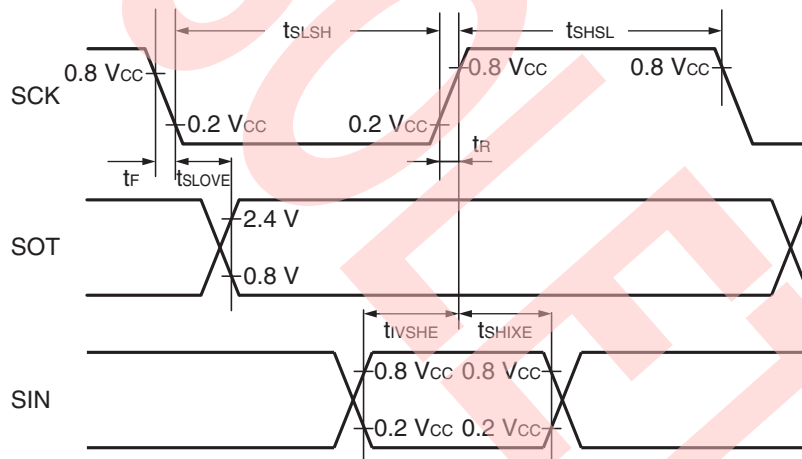 tSLSH tSHSL
0.8 VCC 0.8 VCC 0.8 VCC
SCK
0.2 VCC 0.2 VCC
tF tSLOVE tR
2.4 V
SOT
0.8 V
tIVSHE tSHIXE
0.8 VCC 0.8 VCC
SIN
0.2 VCC 0.2 VCC